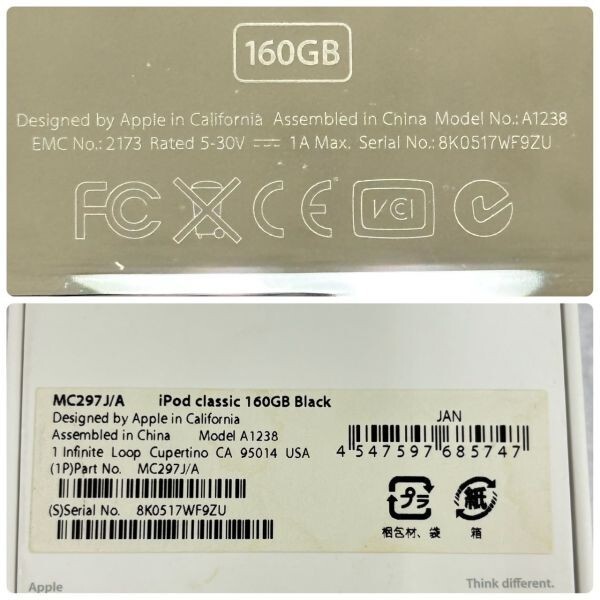 160GB
Designed by Apple in California Assembled in China Model No.: A1238
EMC No.: 2173 Rated 5-30V ⎓ 1A Max. Serial No.: 8K0517WF9ZU
FC CE VCI
MC297J/A iPod classic 160GB Black
Designed by Apple in California
Assembled in China Model A1238
1 Infinite Loop Cupertino CA 95014 USA
(1P)Part No. MC297J/A
(S)Serial No. 8K0517WF9ZU
JAN
4 547597 685747
プラ 紙
梱包材、袋 箱
Apple Think different.